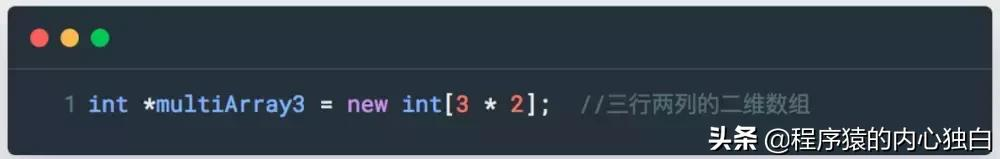 1 int *multiArray3 = new int[3 * 2];  //三行两列的二维数组
头条 @程序猿的内心独白